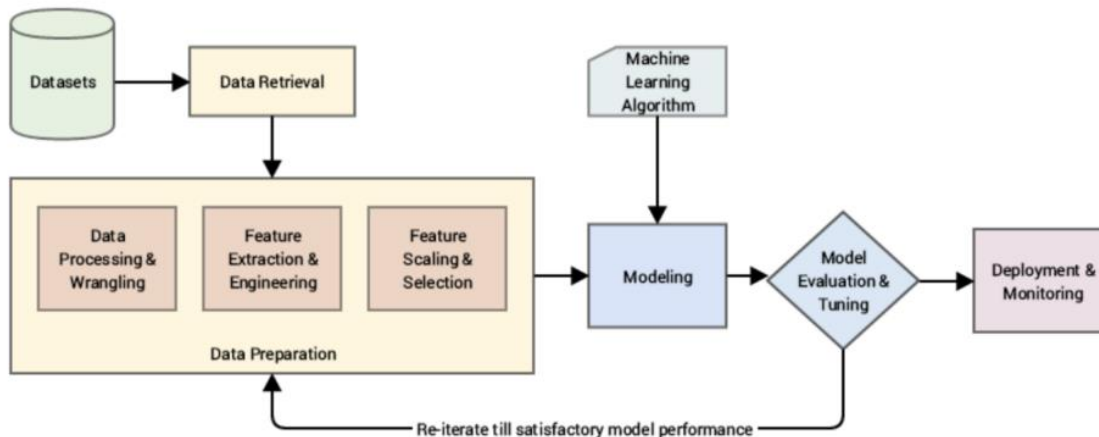 Datasets
Data Retrieval
Machine
Learning
Algorithm
Data
Processing &
Wrangling
Feature
Extraction &
Engineering
Feature
Scaling &
Selection
Data Preparation
Modeling
Model
Evaluation &
Tuning
Deployment &
Monitoring
Re-iterate till satisfactory model performance